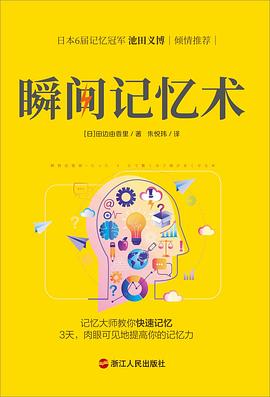 日本6届记忆冠军 池田义博 | 倾情推荐 |
瞬间记忆术
[日]田边由香里 / 著 朱悦玮 / 译
记忆大师教你快速记忆
3天，肉眼可见地提高你的记忆力
浙江人民出版社